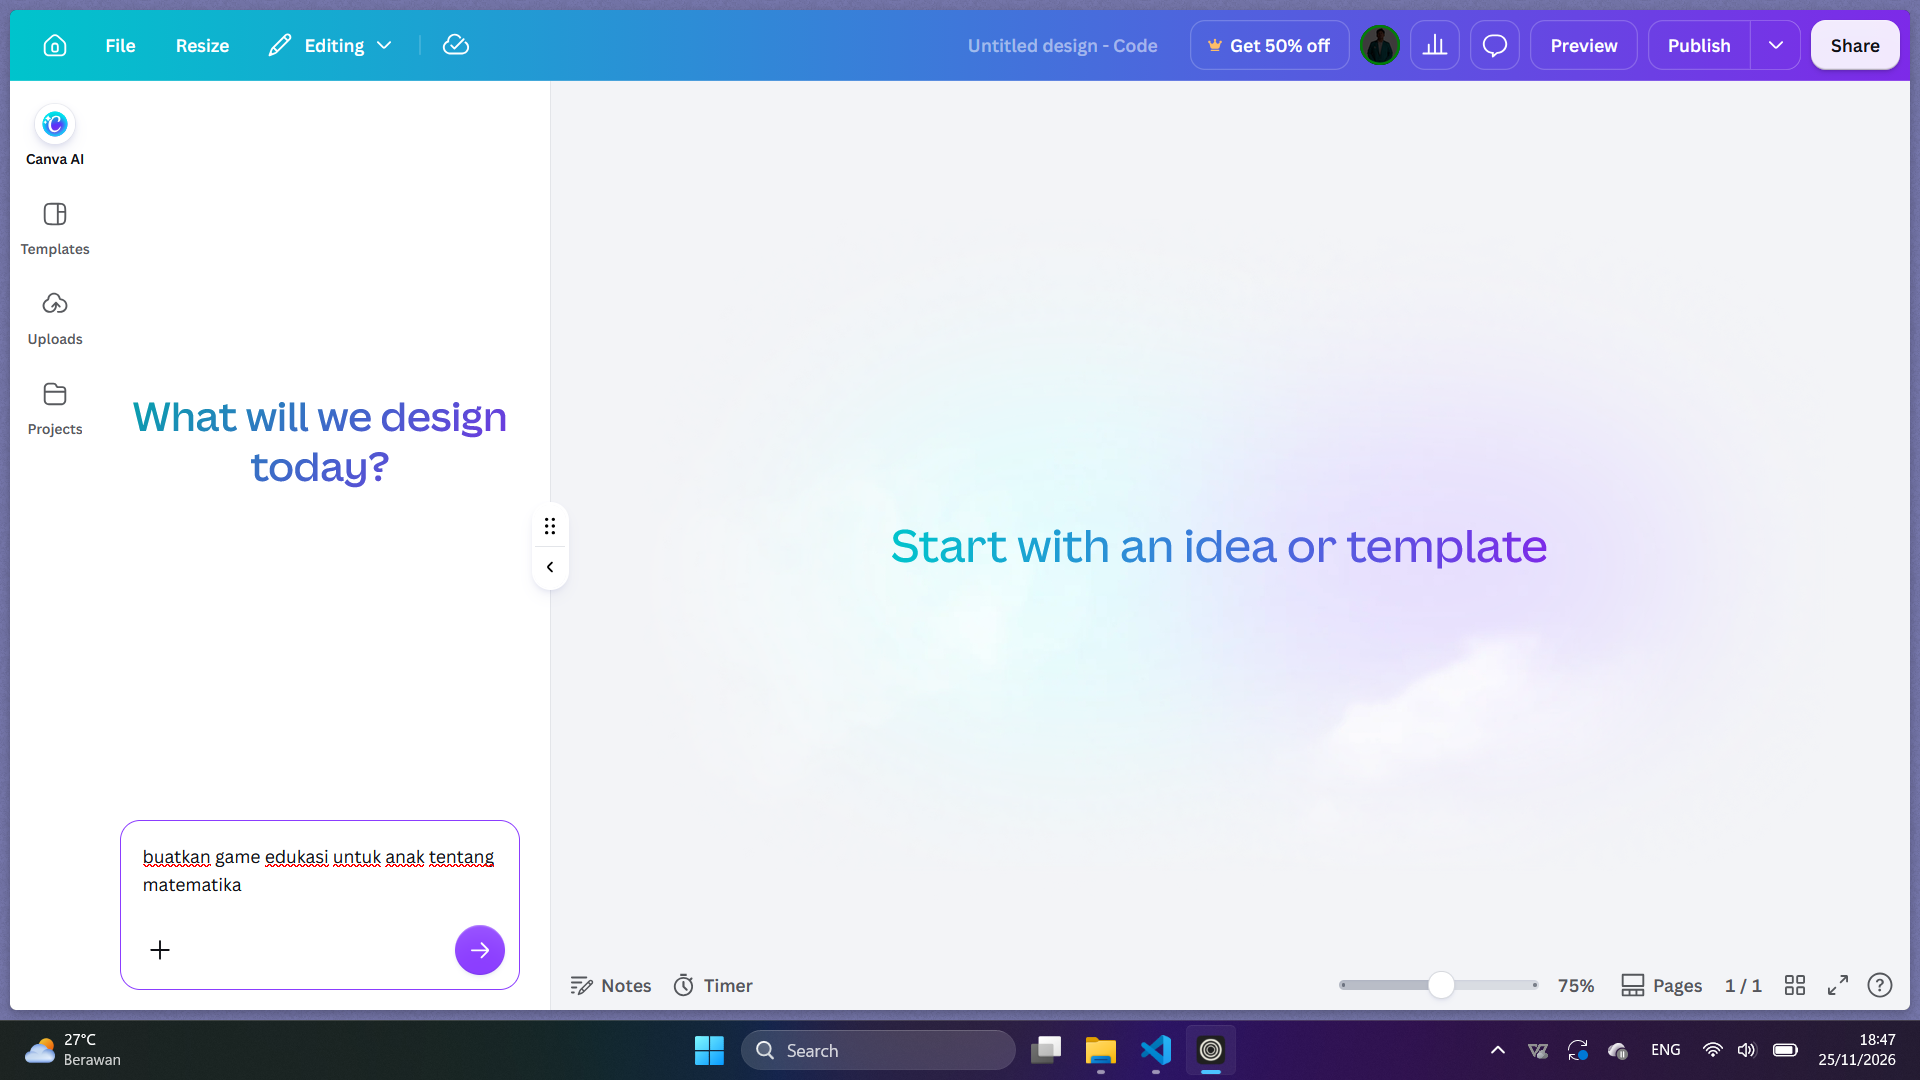 File
Resize
Editing
Untitled design - Code
Get 50% off
Preview
Publish
Share
Canva AI
Templates
Uploads
Projects
What will we design
today?
Start with an idea or template
buatkan game edukasi untuk anak tentang
matematika
Notes
Timer
75%
Pages
1 / 1
27°C
Berawan
Search
ENG
18:47
25/11/2026